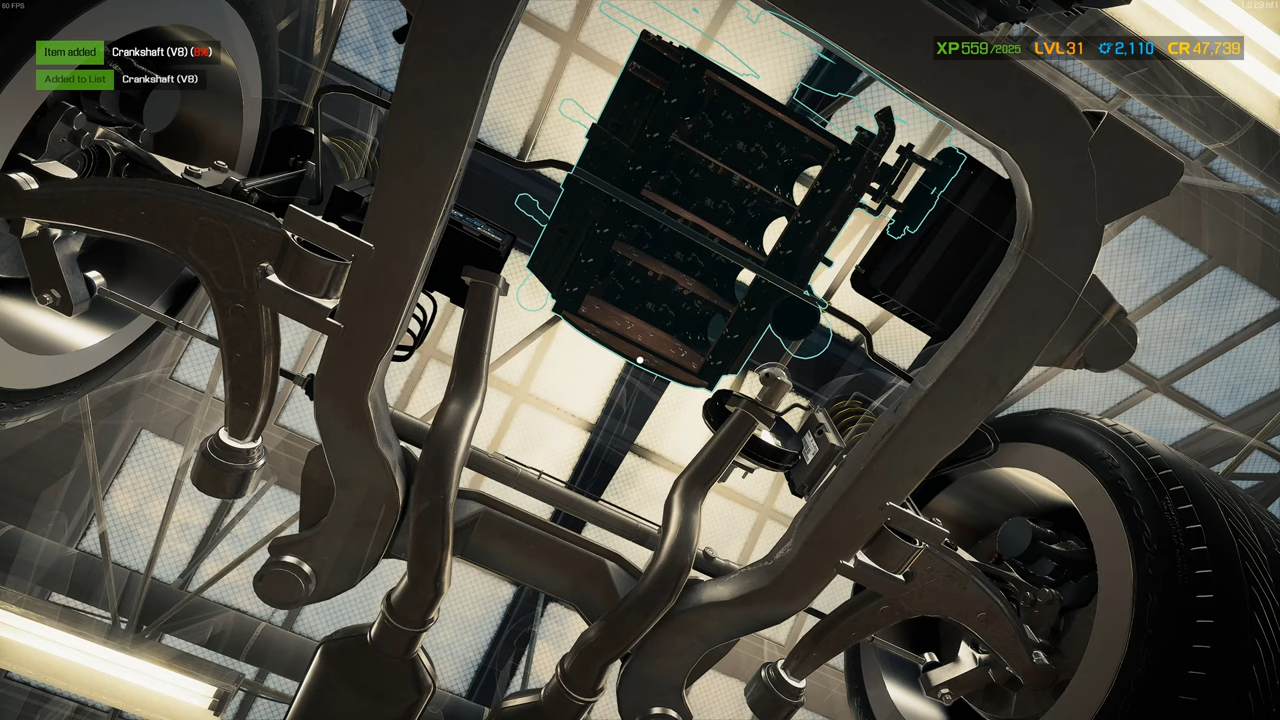 60 FPS
Item added Crankshaft (V8) (8%)
Added to List Crankshaft (V8)
XP 559/2025 LVL 31 2,110 CR 47,739